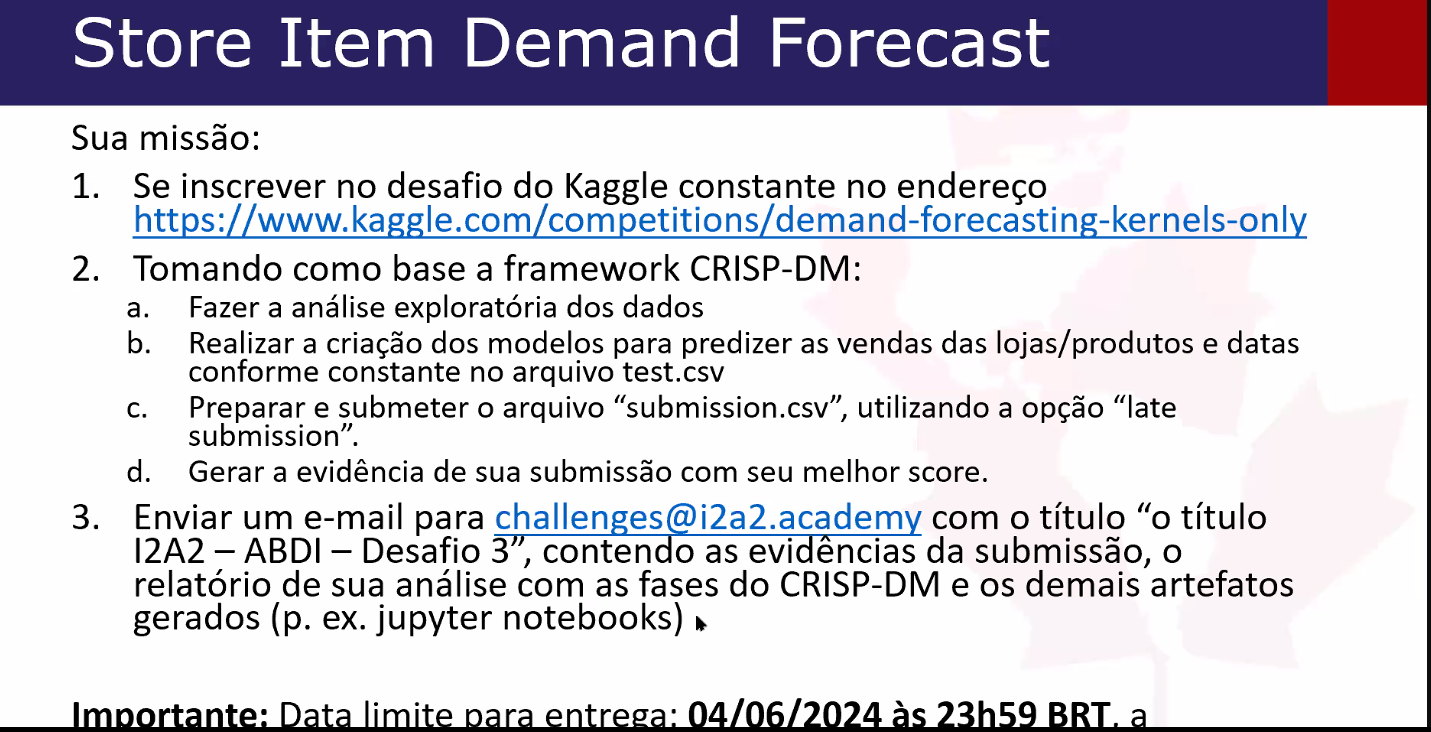 Store Item Demand Forecast
Sua missão:
1. Se inscrever no desafio do Kaggle constante no endereço
https://www.kaggle.com/competitions/demand-forecasting-kernels-only
2. Tomando como base a framework CRISP-DM:
a. Fazer a análise exploratória dos dados
b. Realizar a criação dos modelos para predizer as vendas das lojas/produtos e datas
conforme constante no arquivo test.csv
c. Preparar e submeter o arquivo “submission.csv”, utilizando a opção “late
submission”.
d. Gerar a evidência de sua submissão com seu melhor score.
3. Enviar um e-mail para challenges@i2a2.academy com o título “o título
I2A2 – ABDI – Desafio 3”, contendo as evidências da submissão, o
relatório de sua análise com as fases do CRISP-DM e os demais artefatos
gerados (p. ex. jupyter notebooks)
Importante: Data limite para entrega: 04/06/2024 às 23h59 BRT, a